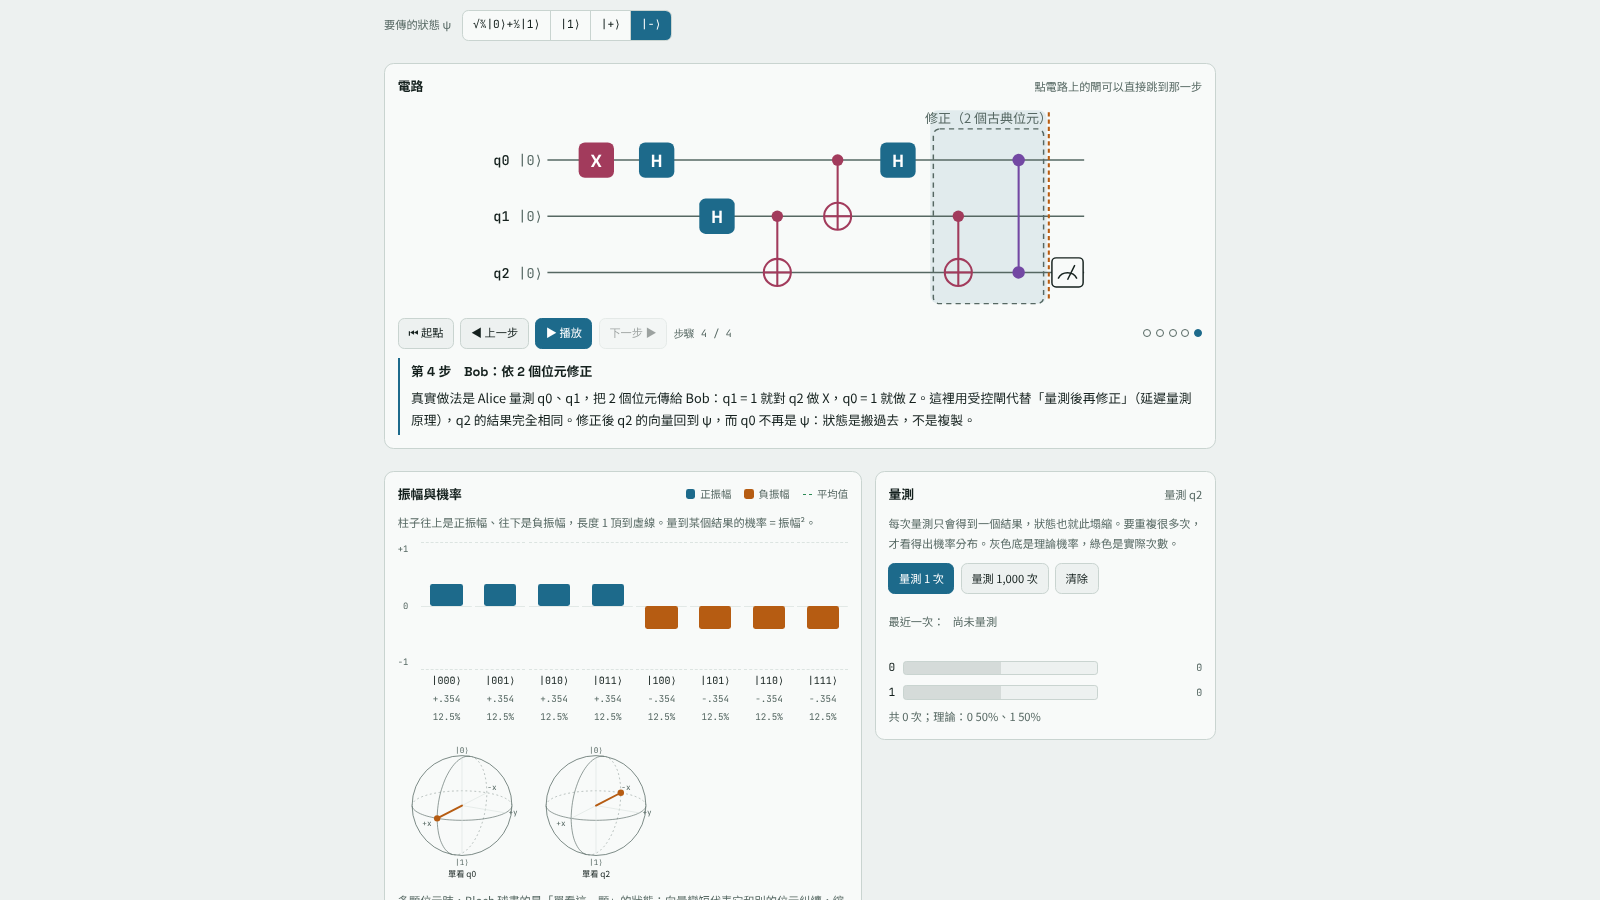 要傳的狀態 ψ √¾|0⟩+½|1⟩ |1⟩ |+⟩ |-⟩
電路 點電路上的閘可以直接跳到那一步
修正（2 個古典位元）
q0 |0⟩ X H H
q1 |0⟩ H
q2 |0⟩
⏮ 起點 ◀ 上一步 ▶ 播放 下一步 ▶ 步驟 4 / 4
第 4 步 Bob：依 2 個位元修正
真實做法是 Alice 量測 q0、q1，把 2 個位元傳給 Bob：q1 = 1 就對 q2 做 X，q0 = 1 就做 Z。這裡用受控閘代替「量測後再修正」（延遲量測
原理），q2 的結果完全相同。修正後 q2 的向量回到 ψ，而 q0 不再是 ψ：狀態是搬過去，不是複製。
振幅與機率 正振幅 負振幅 平均值
柱子往上是正振幅、往下是負振幅，長度 1 頂到虛線。量到某個結果的機率 = 振幅²。
+1
0
-1
|000⟩ |001⟩ |010⟩ |011⟩ |100⟩ |101⟩ |110⟩ |111⟩
+.354 +.354 +.354 +.354 -.354 -.354 -.354 -.354
12.5% 12.5% 12.5% 12.5% 12.5% 12.5% 12.5% 12.5%
|0⟩ |0⟩
-x -x
+y +y
+x +x
|1⟩ |1⟩
單看 q0 單看 q2
量測 量測 q2
每次量測只會得到一個結果，狀態也就此塌縮。要重複很多次，
才看得出機率分布。灰色底是理論機率，綠色是實際次數。
量測 1 次 量測 1,000 次 清除
最近一次： 尚未量測
0 0
1 0
共 0 次；理論：0 50%、1 50%